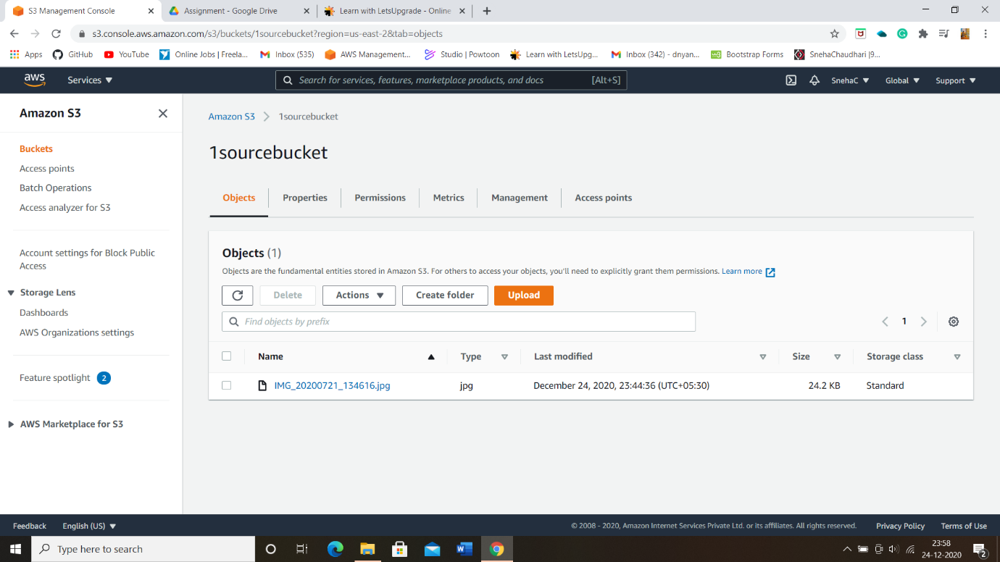 S3 Management Console
Assignment - Google Drive
Learn with LetsUpgrade - Online
s3.console.aws.amazon.com/s3/buckets/1sourcebucket?region=us-east-2&tab=objects
Apps GitHub YouTube Online Jobs | Freela... Inbox (535) AWS Management... Studio | Powtoon Learn with LetsUpg... Inbox (342) - dnyan... Bootstrap Forms SnehaChaudhari |9...
aws Services Search for services, features, marketplace products, and docs [Alt+S] SnehaC Global Support
Amazon S3
Buckets
Access points
Batch Operations
Access analyzer for S3
Account settings for Block Public
Access
Storage Lens
Dashboards
AWS Organizations settings
Feature spotlight 2
AWS Marketplace for S3
Amazon S3 1sourcebucket
1sourcebucket
Objects Properties Permissions Metrics Management Access points
Objects (1)
Objects are the fundamental entities stored in Amazon S3. For others to access your objects, you'll need to explicitly grant them permissions. Learn more
Delete Actions Create folder Upload
Find objects by prefix 1
Name Type Last modified Size Storage class
IMG_20200721_134616.jpg jpg December 24, 2020, 23:44:36 (UTC+05:30) 24.2 KB Standard
Feedback English (US) © 2008 - 2020, Amazon Internet Services Private Ltd. or its affiliates. All rights reserved. Privacy Policy Terms of Use
Type here to search
23:58
24-12-2020
2